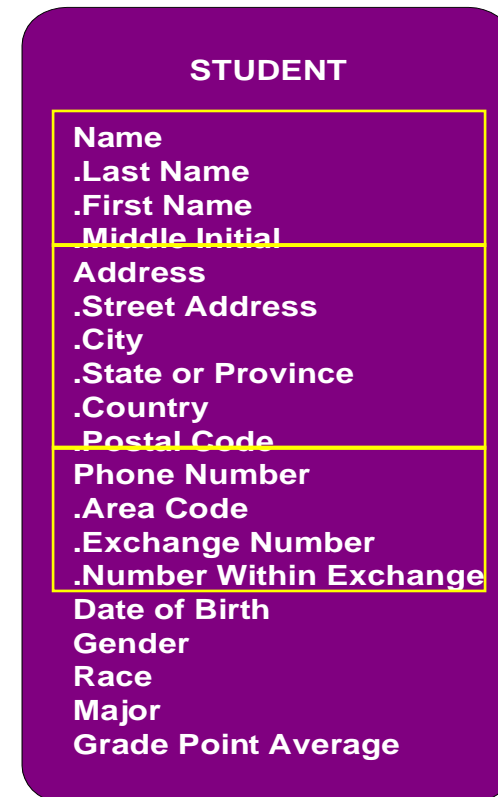 STUDENT
Name
.Last Name
.First Name
.Middle Initial
Address
.Street Address
.City
.State or Province
.Country
.Postal Code
Phone Number
.Area Code
.Exchange Number
.Number Within Exchange
Date of Birth
Gender
Race
Major
Grade Point Average